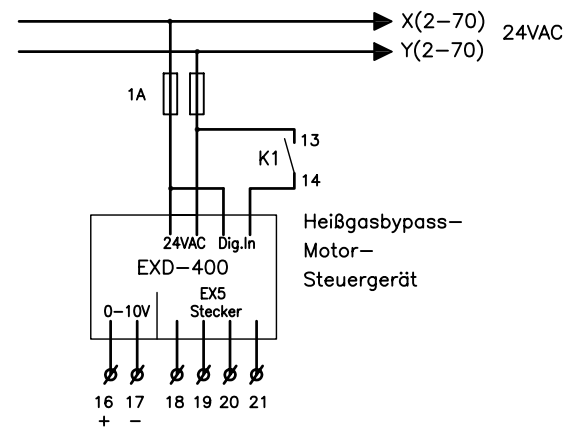 X(2-70)
24VAC
Y(2-70)
1A
13
K1
14
24VAC Dig.In
EXD-400
Heißgasbypass-
Motor-
Steuergerät
EX5
0-10V Stecker
16 17 18 19 20 21
+ -